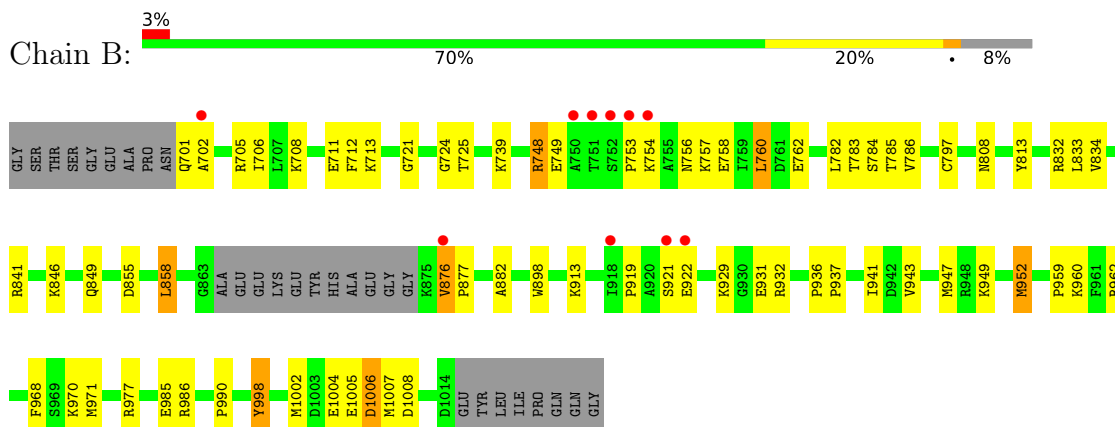 3%
Chain B:
70% 20% • 8%
GLY SER THR SER GLY GLU ALA PRO ASN Q701 A702 R705 I706 L707 K708 E711 F712 K713 G721 G724 T725 K739 R748 E749 A750 T751 S752 P753 K754 A755 N756 K757 E758 I759 L760 D761 E762 L782 T783 S784 T785 V786 C797 N808 Y813 R832 L833 V834
R841 K846 Q849 D855 L858 G863 ALA GLU GLU LYS GLU TYR HIS ALA GLU GLY GLY K875 V876 P877 A882 W898 K913 I918 P919 A920 S921 E922 K929 G930 E931 R932 P936 P937 I941 D942 V943 M947 R948 K949 M952 P959 K960 F961
F968 S969 K970 M971 R977 E985 R986 P990 Y998 M1002 D1003 E1004 E1005 D1006 M1007 D1008 D1014 GLU TYR LEU ILE PRO GLN GLN GLY